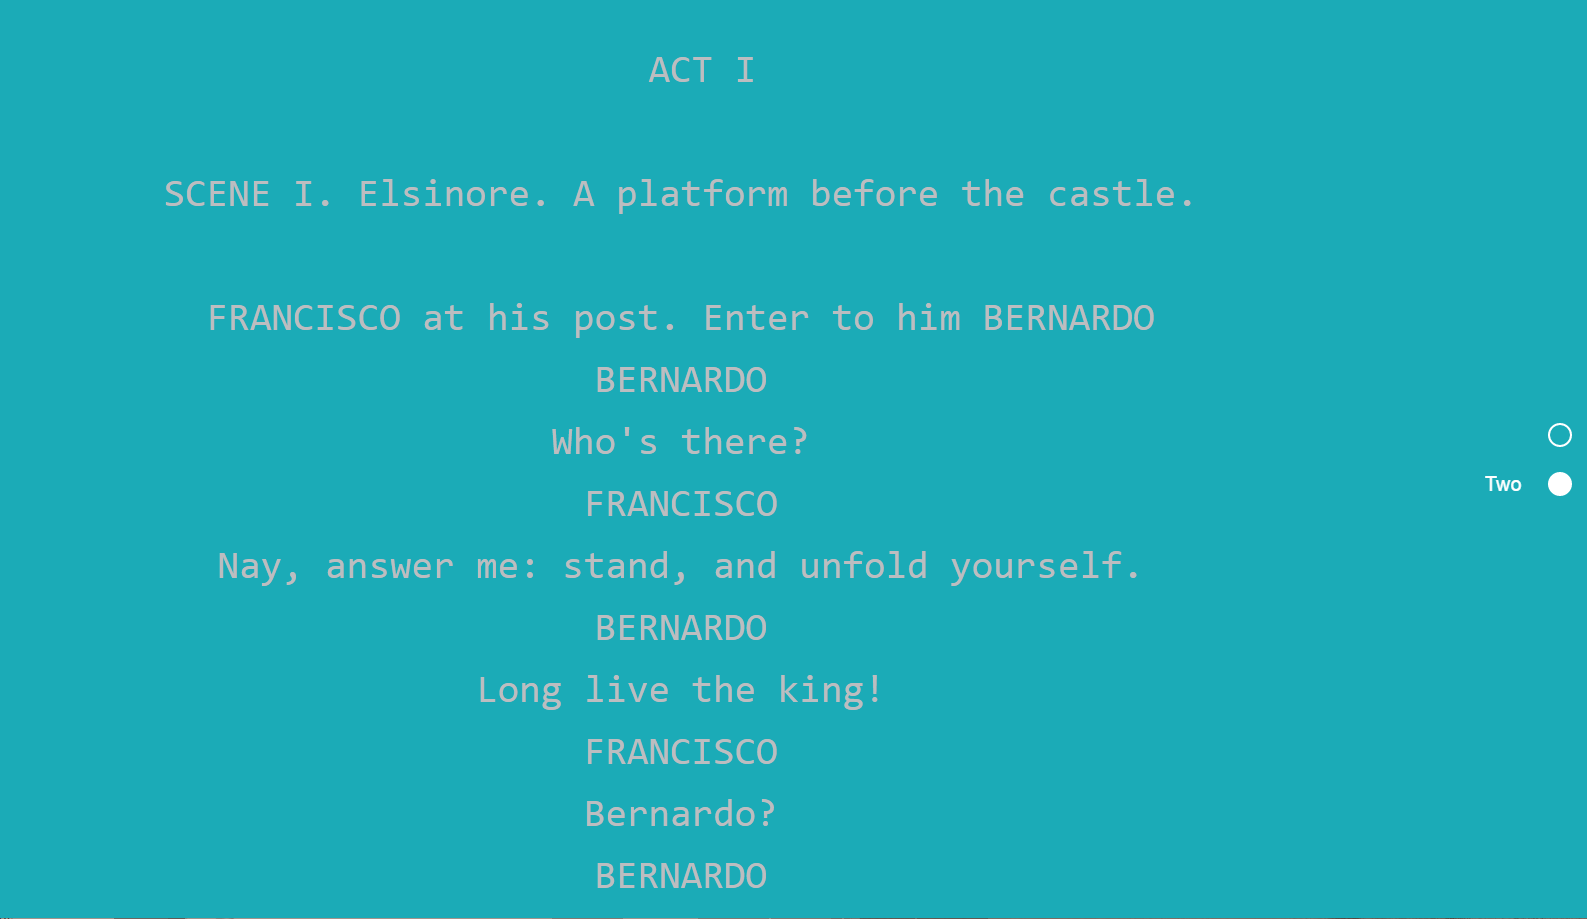 ACT I
SCENE I. Elsinore. A platform before the castle.
FRANCISCO at his post. Enter to him BERNARDO
BERNARDO
Who's there?
FRANCISCO
Nay, answer me: stand, and unfold yourself.
BERNARDO
Long live the king!
FRANCISCO
Bernardo?
BERNARDO
Two